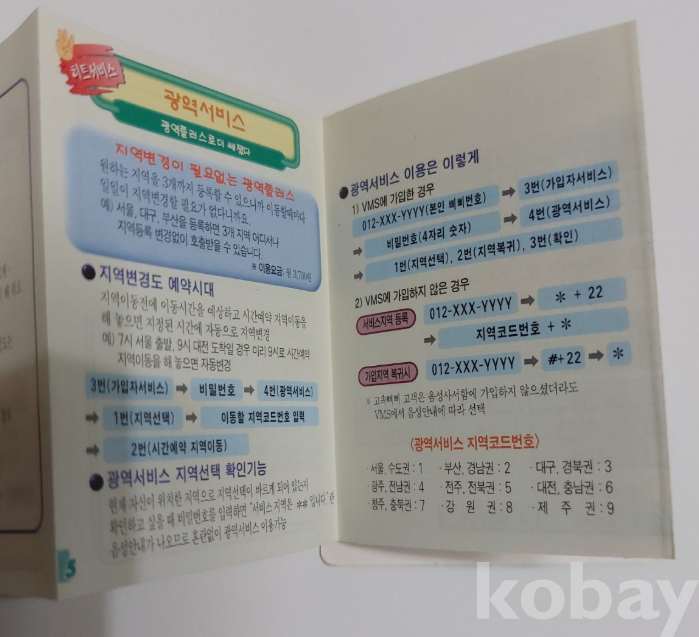 히트서비스
광역서비스
광역플러스로 더 쎄졌다
지역변경이 필요없는 광역플러스
원하는 지역을 3개까지 등록할 수 있으니까 이동할때마다
일일이 지역변경할 필요가 없다니까요.
예) 서울, 대구, 부산을 등록하면 3개 지역 어디서나
지역등록 변경없이 호출받을 수 있습니다.
※ 이용요금: 월 3,700원
● 지역변경도 예약시대
지역이동전에 이동시간을 예상하고 시간예약 지역이동을
해 놓으면 지정된 시간에 자동으로 지역변경
예) 7시 서울 출발, 9시 대전 도착일 경우 미리 9시로 시간예약
지역이동을 해 놓으면 자동변경
3번(가입자서비스) ➡ 비밀번호 ➡ 4번(광역서비스)
➡ 1번(지역선택) ➡ 이동할 지역코드번호 입력
➡ 2번(시간예약 지역이동)
● 광역서비스 지역선택 확인기능
현재 자신이 위치한 지역으로 지역선택이 바르게 되어 있는지
확인하고 싶을 때 비밀번호를 입력하면 "서비스 지역은 ** 입니다."란
음성안내가 나오므로 혼란없이 광역서비스 이용가능
5
● 광역서비스 이용은 이렇게
1) VMS에 가입한 경우
012-XXX-YYYY(본인 삐삐번호) ➡ 3번(가입자서비스)
➡ 비밀번호(4자리 숫자) ➡ 4번(광역서비스)
➡ 1번(지역선택), 2번(지역복귀), 3번(확인)
2) VMS에 가입하지 않은 경우
서비스지역 등록 012-XXX-YYYY ➡ * + 22
➡ 지역코드번호 + *
가입지역 복귀시 012-XXX-YYYY ➡ #+22 ➡ *
* 고속삐삐 고객은 음성사서함에 가입하지 않으셨더라도
VMS에서 음성안내에 따라 선택
〈광역서비스 지역코드번호〉
·서울, 수도권 : 1 ·부산, 경남권 : 2 ·대구, 경북권 : 3
·광주, 전남권 : 4 ·전주, 전북권 : 5 ·대전, 충남권 : 6
·청주, 충북권 : 7 ·강 원 권 : 8 ·제 주 권 : 9
kobay